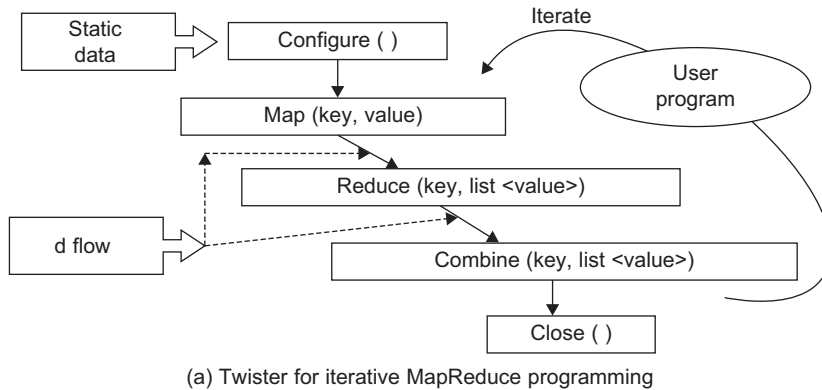 Static
data
Configure ( )
Iterate
User
program
Map (key, value)
Reduce (key, list <value>)
d flow
Combine (key, list <value>)
Close ( )
(a) Twister for iterative MapReduce programming